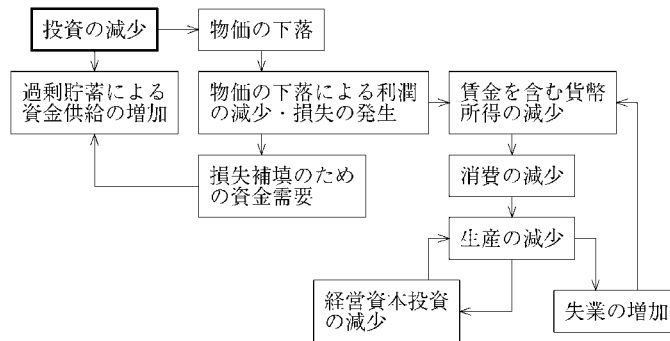 投資の減少
物価の下落
過剰貯蓄による
資金供給の増加
物価の下落による利潤
の減少・損失の発生
賃金を含む貨幣
所得の減少
損失補填のため
の資金需要
消費の減少
生産の減少
経営資本投資
の減少
失業の増加